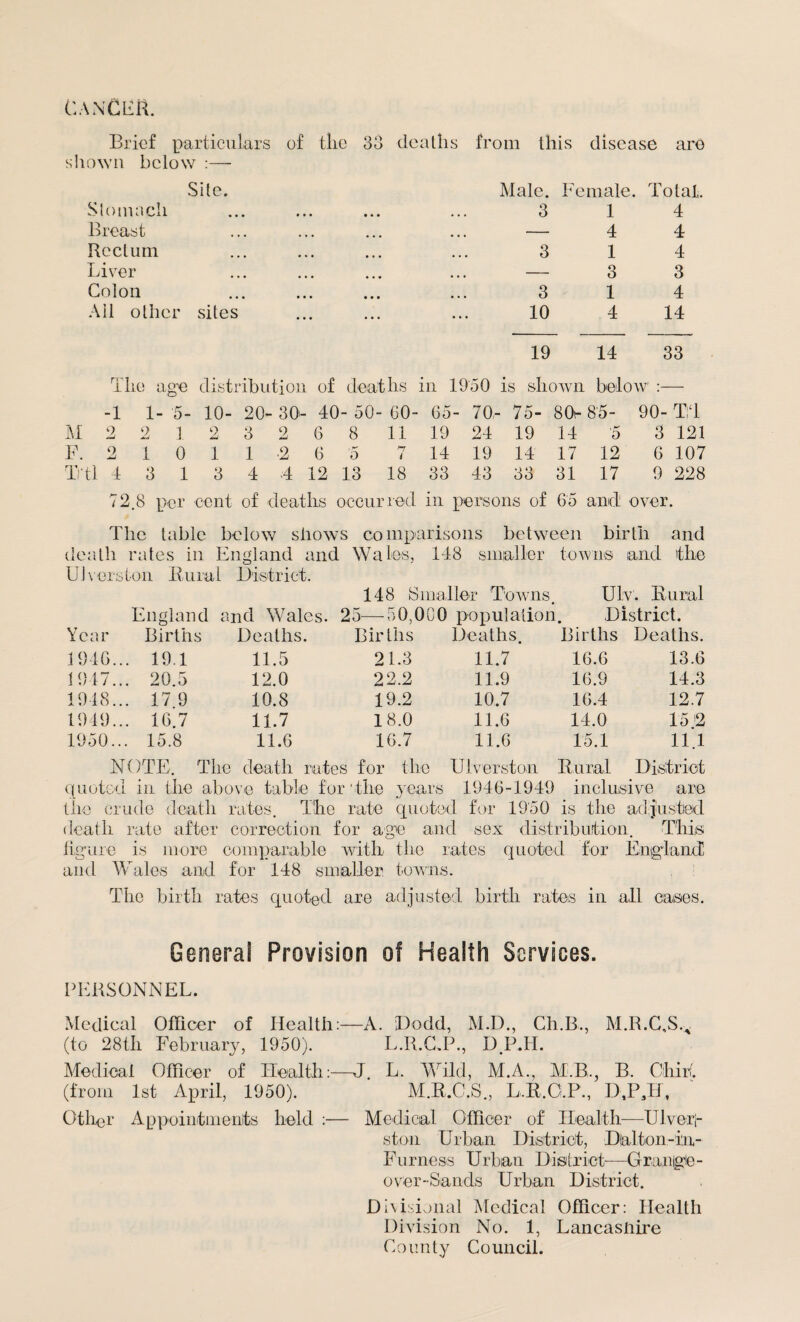 CANCER.
Brief particulars of the 33 deaths from this disease are
shown below :—
Site. Male. Female. Total.
Stomach ... ... ... ... 3 1 4
Breast ... ... ... ... — 4 4
Rectum ... ... ... ... 3 1 4
Liver ... ... ... ... — 3 3
Colon ... ... ... ... 3 1 4
All other sites ... ... ... 10 4 14
19 14 33
The age distribution of deaths in 1950 is shown below :—
-1 1- 5- 10- 20- 30- 40- 50- 60- 65- 70- 75- 80- 85- 90- T'l
M 2 2 1 2 3 2 6 8 11 19 24 19 14 5 3 121
F. 2 1 0 1 1 2 6 5 7 14 19 14 17 12 6 107
T'tl 4 3 1 3 4 4 12 13 18 33 43 33 31 17 9 228
72.8 per cent of deaths occurred in persons of 65 and over.
The table below shows comparisons between birth and
death rates in England and Wales, 148 smaller towns and the
Ulverston Rural District.
148 Smaller Towns. Ulv. Rural
England and Wales. 25—50,000 population. District.
Year Births Deaths. Births Deaths. Births Deaths.
1946... 19.1 11.5 21.3 11.7 16.6 13.6
1947... 20.5 12.0 22.2 11.9 16.9 14.3
1948... 17.9 10.8 19.2 10.7 16.4 12.7
1949... 16.7 11.7 18.0 11.6 14.0 15.2
1950... 15.8 11.6 16.7 11.6 15.1 11.1
NOTE. The death rates for the Ulverston Rural District
quoted in the above table for the years 1946-1949 inclusive are
the crude death rates. The rate quoted for 1950 is the adjusted
death rate after correction for age and sex distribution. This
figure is more comparable with the rates quoted for England
and Wales and for 148 smaller towns.
The birth rates quoted are adjusted birth rates in all cases.
General Provision of Health Services.
PERSONNEL.
Medical Officer of Health:—A. Dodd, M.D., Ch.B., M.R.C.S.,
(to 28th February, 1950). L.R.C.P., D.P.H.
Medical Officer of Health:—J. L. Wild, M.A., M.B., B. Chir.
(from 1st April, 1950). M.R.C.S., L.R.C.P., D.P.H,
Other Appointments held :— Medical Officer of Health—Ulver-
ston Urban District, Dalton-in-
Furness Urban District—Grange-
over-Sands Urban District.
Divisional Medical Officer: Health
Division No. 1, Lancashire
County Council.